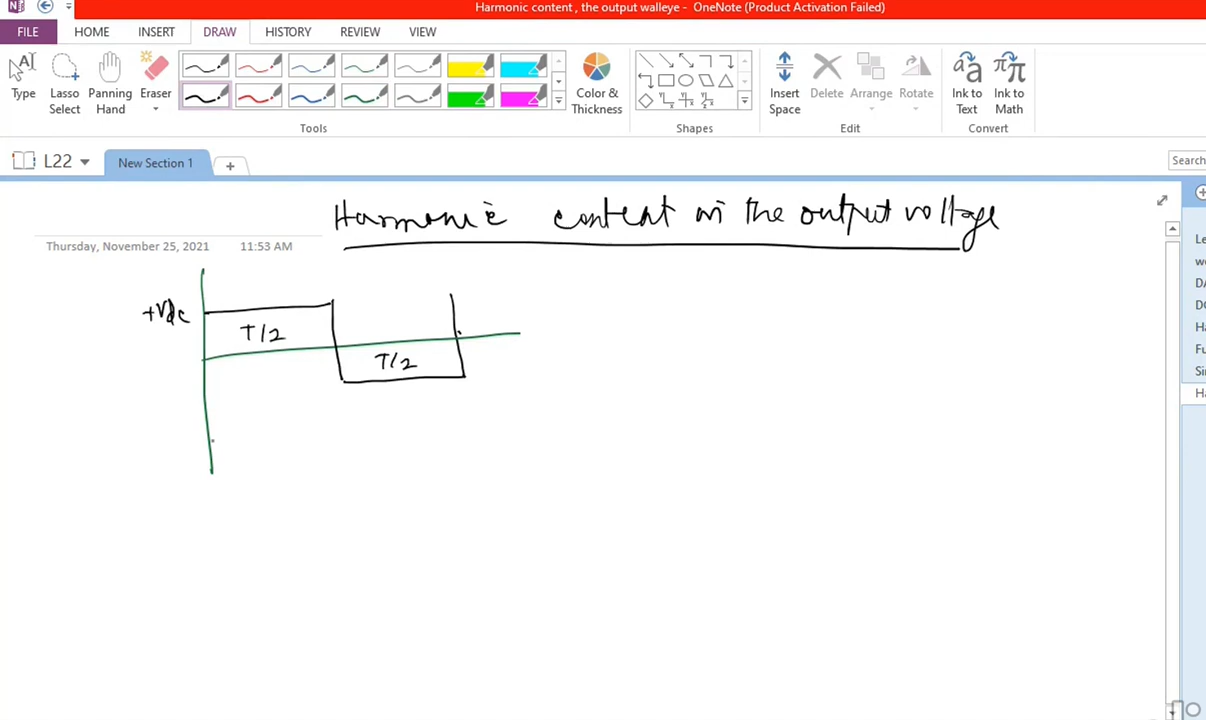 Harmonic content , the output walleye - OneNote (Product Activation Failed)
FILE HOME INSERT DRAW HISTORY REVIEW VIEW
Type
Lasso Select
Panning Hand
Eraser
Color & Thickness
Insert Space
Delete
Arrange
Rotate
Ink to Text
Ink to Math
Tools
Shapes
Edit
Convert
L22
New Section 1
Search
Harmonic content in the output voltage
Thursday, November 25, 2021 11:53 AM
+Vdc
T/2
T/2